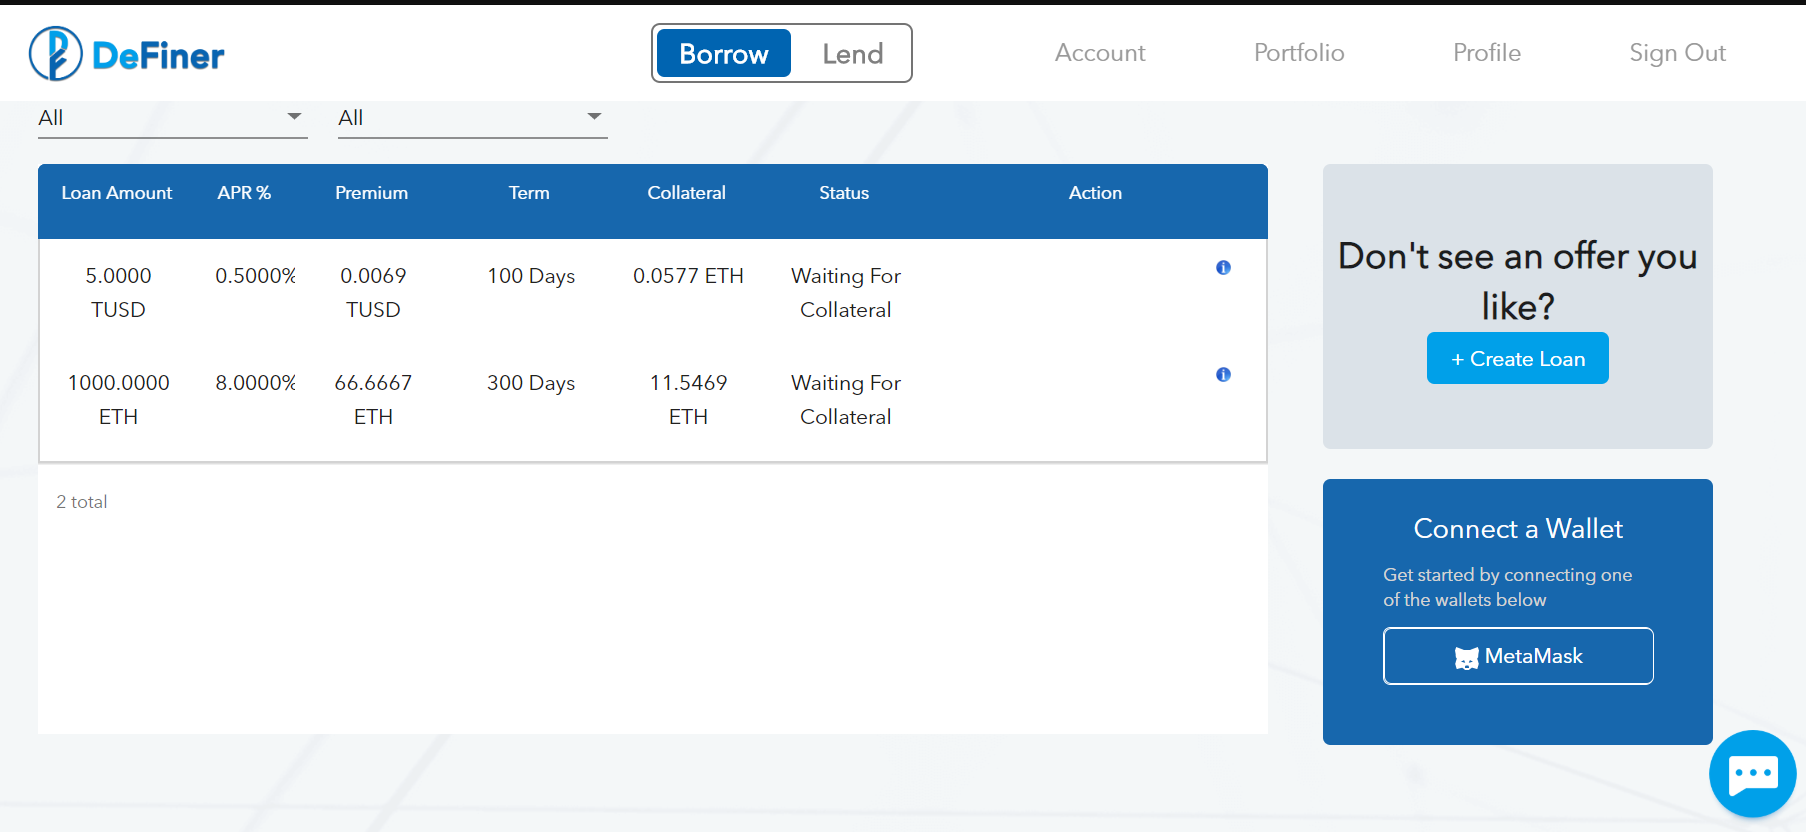 DeFiner
Borrow Lend
Account Portfolio Profile Sign Out
All All
Loan Amount APR % Premium Term Collateral Status Action
5.0000 0.5000% 0.0069 100 Days 0.0577 ETH Waiting For
TUSD TUSD Collateral
1000.0000 8.0000% 66.6667 300 Days 11.5469 Waiting For
ETH ETH ETH Collateral
2 total
Don't see an offer you
like?
+ Create Loan
Connect a Wallet
Get started by connecting one
of the wallets below
MetaMask